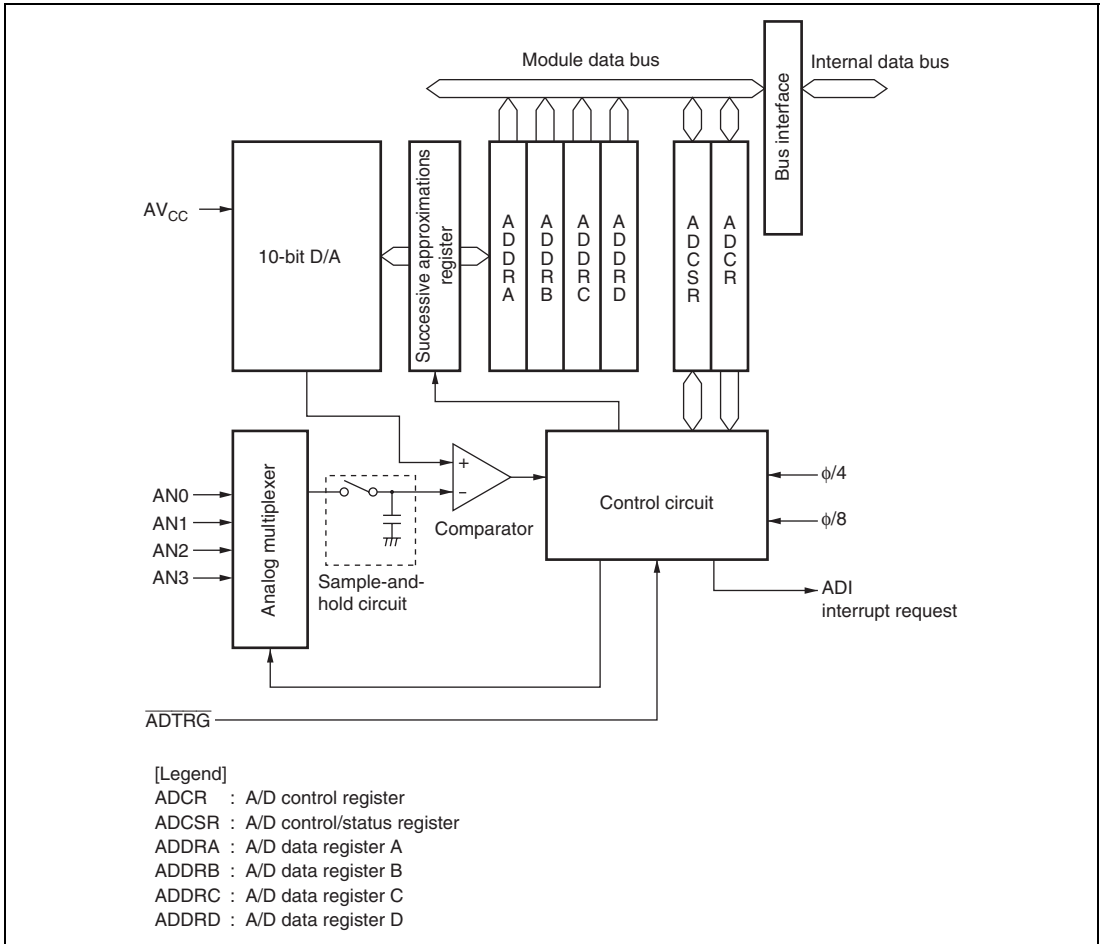 Module data bus
Internal data bus
Bus interface
AV_CC
10-bit D/A
Successive approximations
register
ADDRA
ADDRB
ADDRC
ADDRD
ADCSR
ADCR
AN0
AN1
AN2
AN3
Analog multiplexer
+
−
Comparator
Sample-and-
hold circuit
Control circuit
ϕ/4
ϕ/8
ADI
interrupt request
ADTRG
[Legend]
ADCR : A/D control register
ADCSR : A/D control/status register
ADDRA : A/D data register A
ADDRB : A/D data register B
ADDRC : A/D data register C
ADDRD : A/D data register D